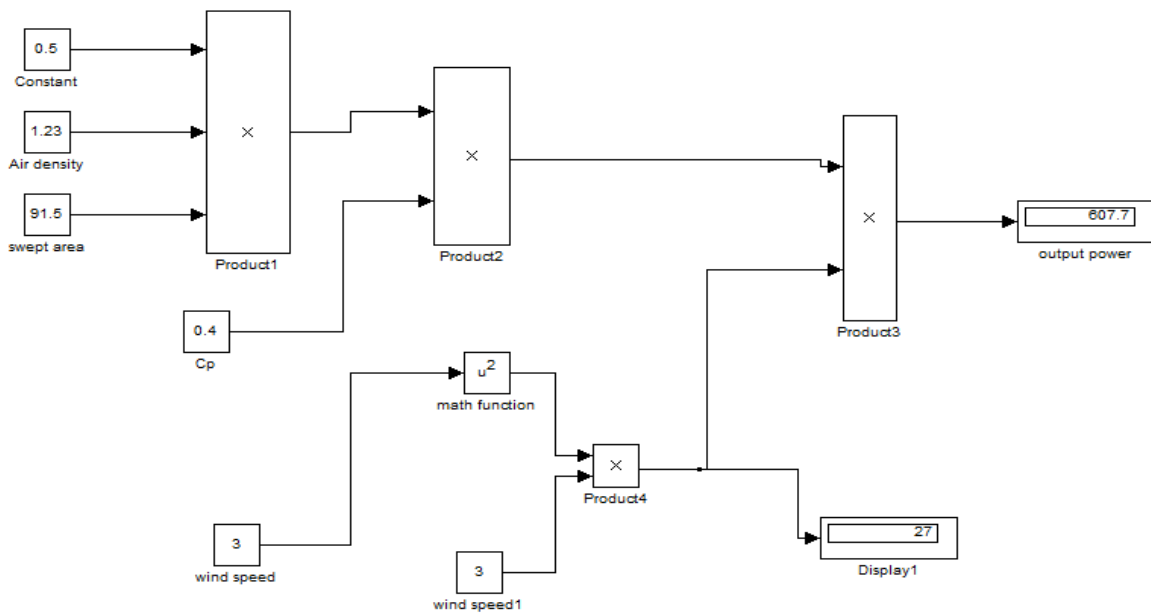 0.5
Constant
1.23
Air density
91.5
swept area
×
Product1
×
Product2
0.4
Cp
×
Product3
607.7
output power
u²
math function
×
Product4
3
wind speed
3
wind speed1
27
Display1